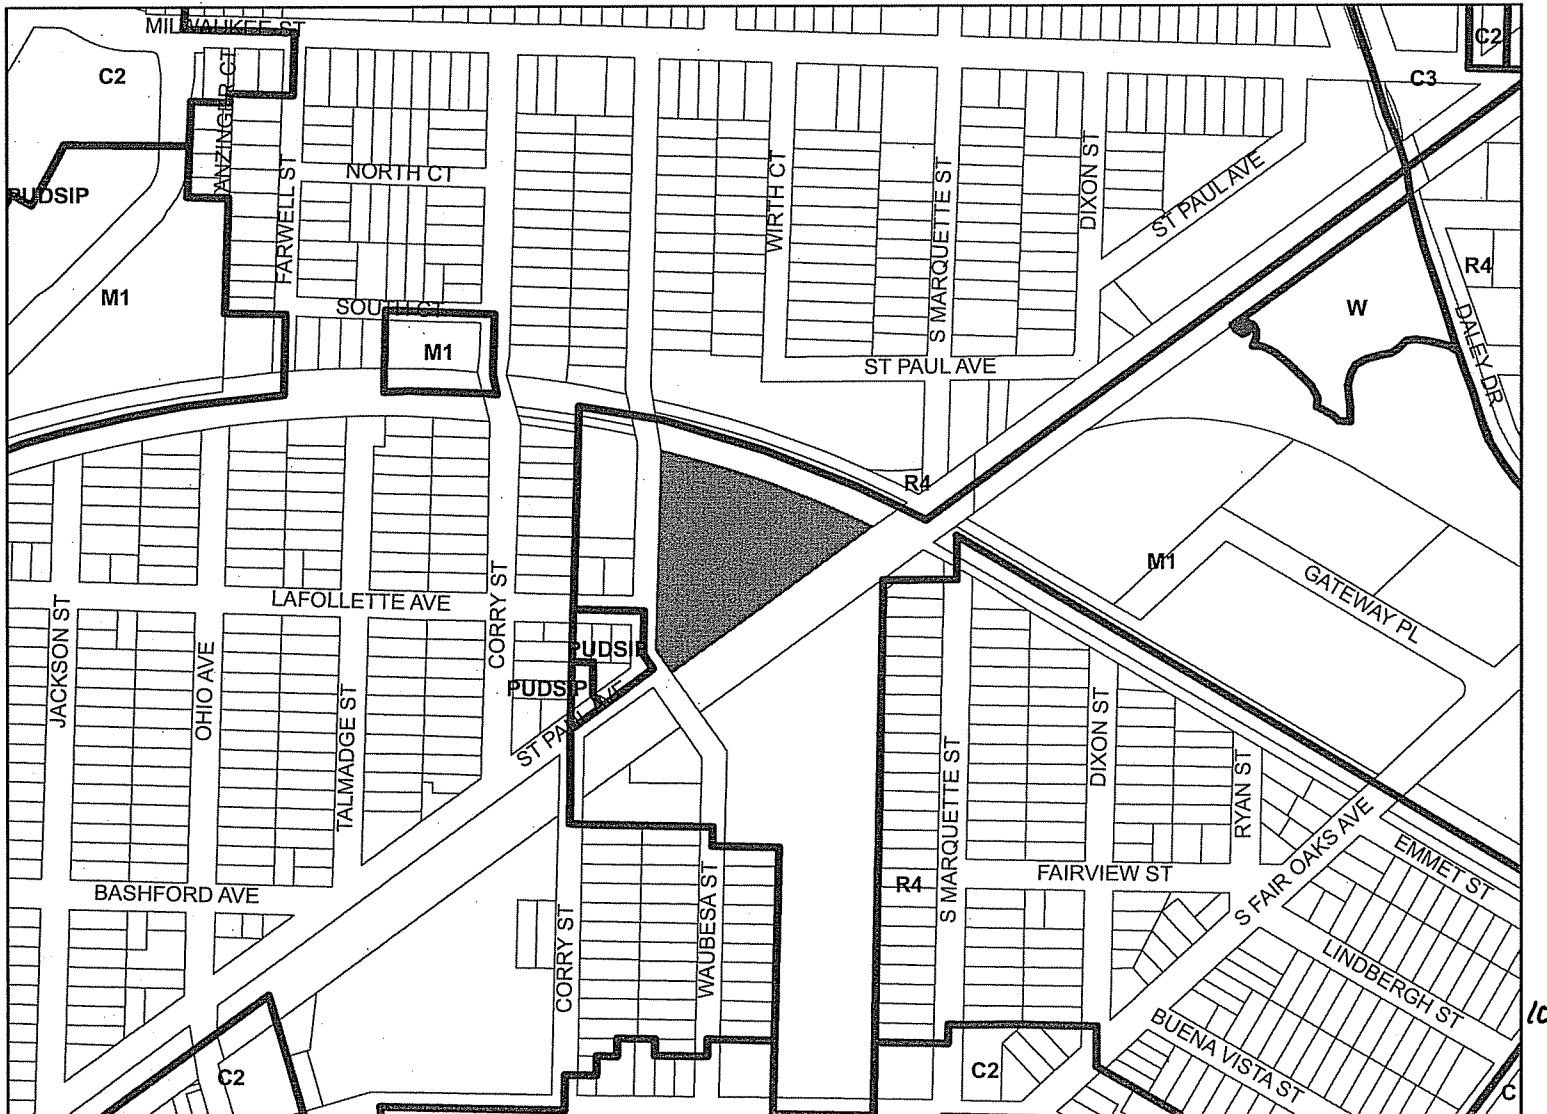 MILWAUKEE ST
C2
C2
C3
ANZINGER CT
NORTH CT
FARWELL ST
WIRTH CT
S MARQUETTE ST
DIXON ST
ST PAUL AVE
PUDSIP
M1
SOUTH CT
M1
R4
W
DALEY DR
ST PAUL AVE
R4
M1
GATEWAY PL
CORRY ST
LAFOLLETTE AVE
JACKSON ST
OHIO AVE
TALMADGE ST
PUDSIP
PUDSIP
ST PAUL AVE
S MARQUETTE ST
DIXON ST
RYAN ST
S FAIR OAKS AVE
EMMET ST
FAIRVIEW ST
R4
BASHFORD AVE
CORRY ST
WAUBESA ST
LINDBERGH ST
BUENA VISTA ST
C2
C2
C